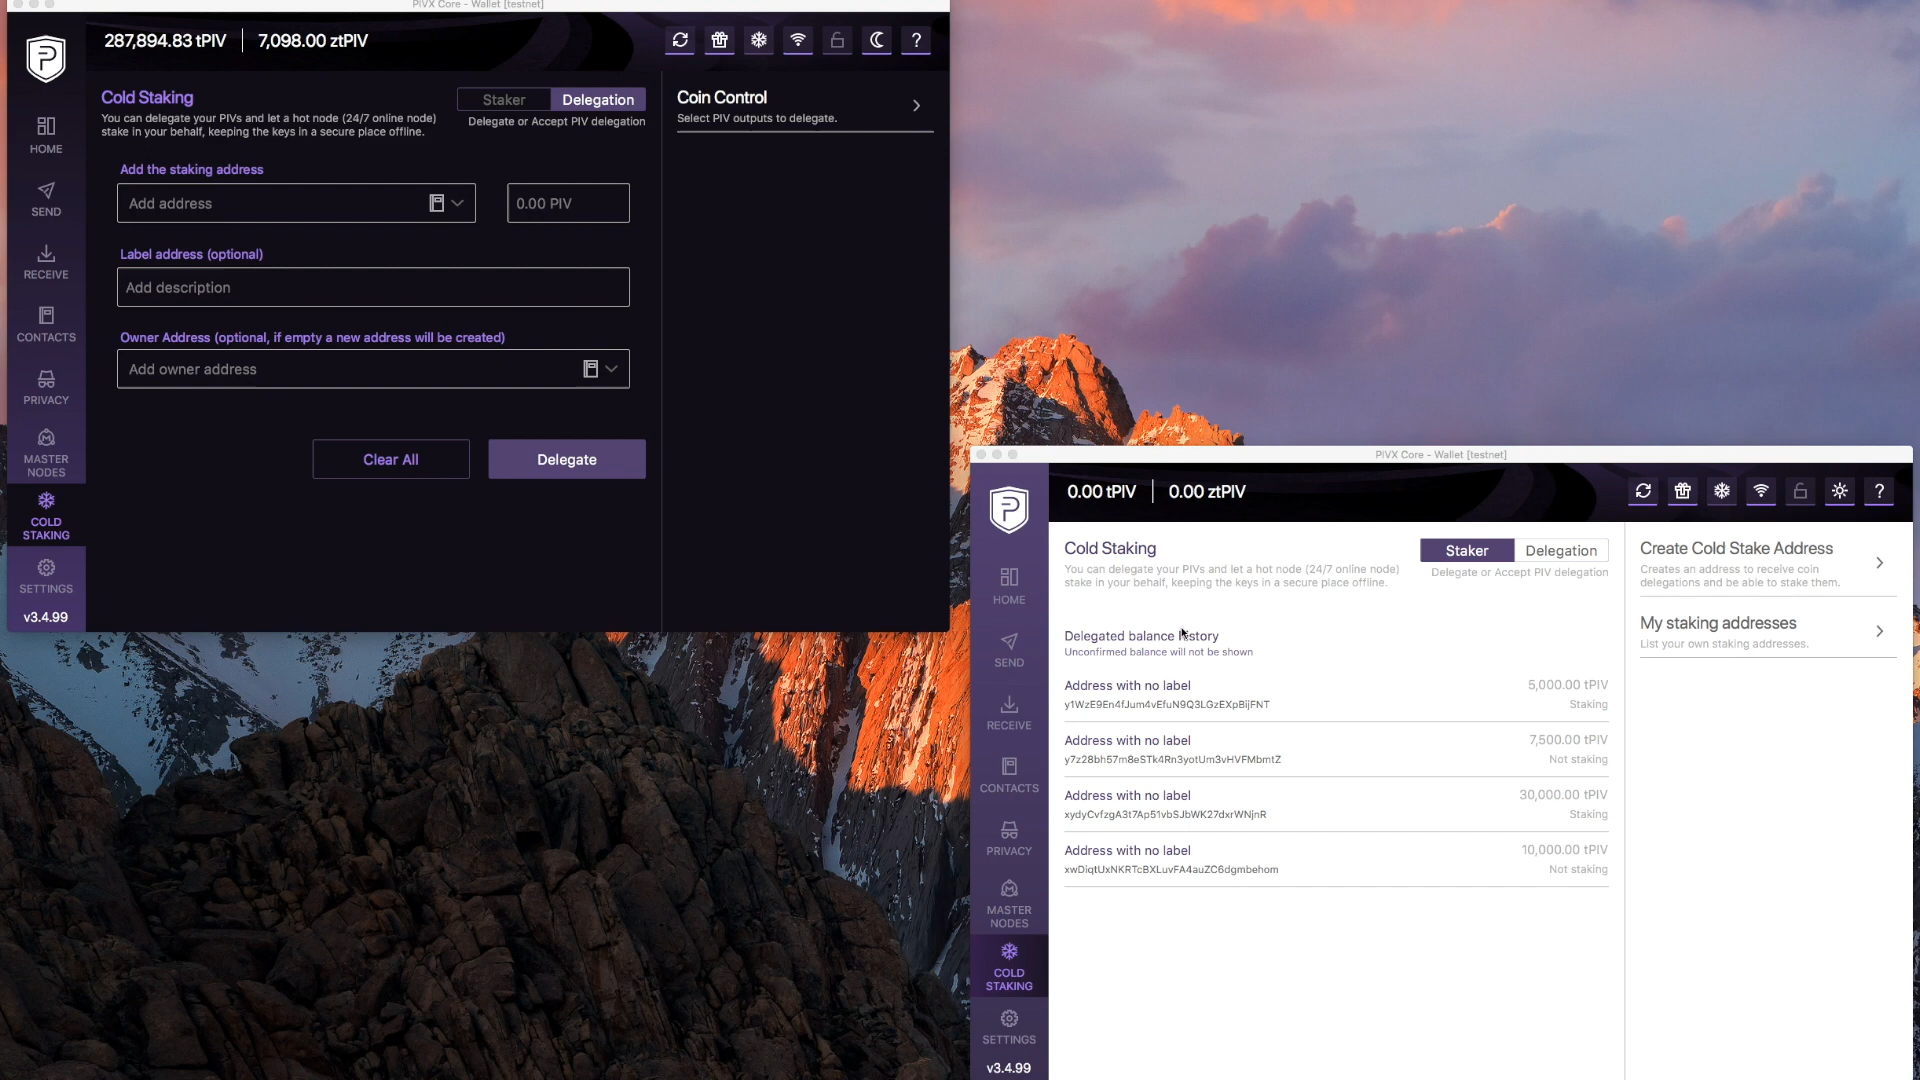 PIVX Core - Wallet [testnet]
287,894.83 tPIV
7,098.00 ztPIV
?
HOME
SEND
RECEIVE
CONTACTS
PRIVACY
MASTER
NODES
COLD
STAKING
SETTINGS
v3.4.99
Cold Staking
You can delegate your PIVs and let a hot node (24/7 online node)
stake in your behalf, keeping the keys in a secure place offline.
Staker
Delegation
Delegate or Accept PIV delegation
Add the staking address
Add address
0.00 PIV
Label address (optional)
Add description
Owner Address (optional, if empty a new address will be created)
Add owner address
Clear All
Delegate
Coin Control
Select PIV outputs to delegate.
PIVX Core - Wallet [testnet]
0.00 tPIV
0.00 ztPIV
?
HOME
SEND
RECEIVE
CONTACTS
PRIVACY
MASTER
NODES
COLD
STAKING
SETTINGS
v3.4.99
Cold Staking
You can delegate your PIVs and let a hot node (24/7 online node)
stake in your behalf, keeping the keys in a secure place offline.
Staker
Delegation
Delegate or Accept PIV delegation
Delegated balance history
Unconfirmed balance will not be shown
Address with no label
5,000.00 tPIV
y1WzE9En4fJum4vEfuN9Q3LGzEXpBijFNT
Staking
Address with no label
7,500.00 tPIV
y7z28bh57m8eSTk4Rn3yotUm3vHVFMbmtZ
Not staking
Address with no label
30,000.00 tPIV
xydyCvfzgA3t7Ap51vbSJbWK27dxrWNjnR
Staking
Address with no label
10,000.00 tPIV
xwDiqtUxNKRTcBXLuvFA4auZC6dgmbehom
Not staking
Create Cold Stake Address
Creates an address to receive coin
delegations and be able to stake them.
My staking addresses
List your own staking addresses.